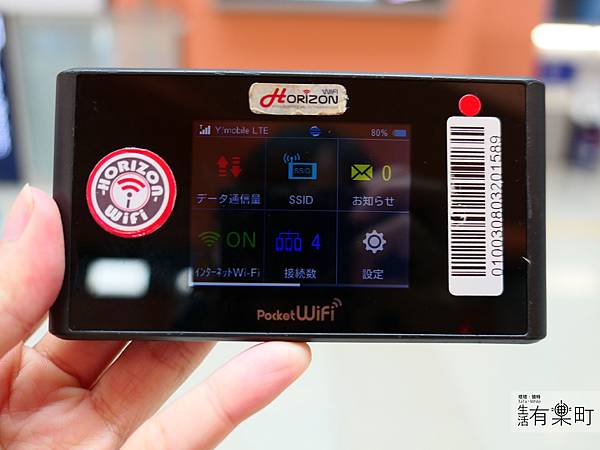 HORIZON WiFi
Y!mobile LTE 80%
データ通信量
SSID
SSID
0
お知らせ
ON
インターネットWi-Fi
4
接続数
設定
HORIZON
WiFi
0100308032015​89
Pocket WiFi
生活有樂町